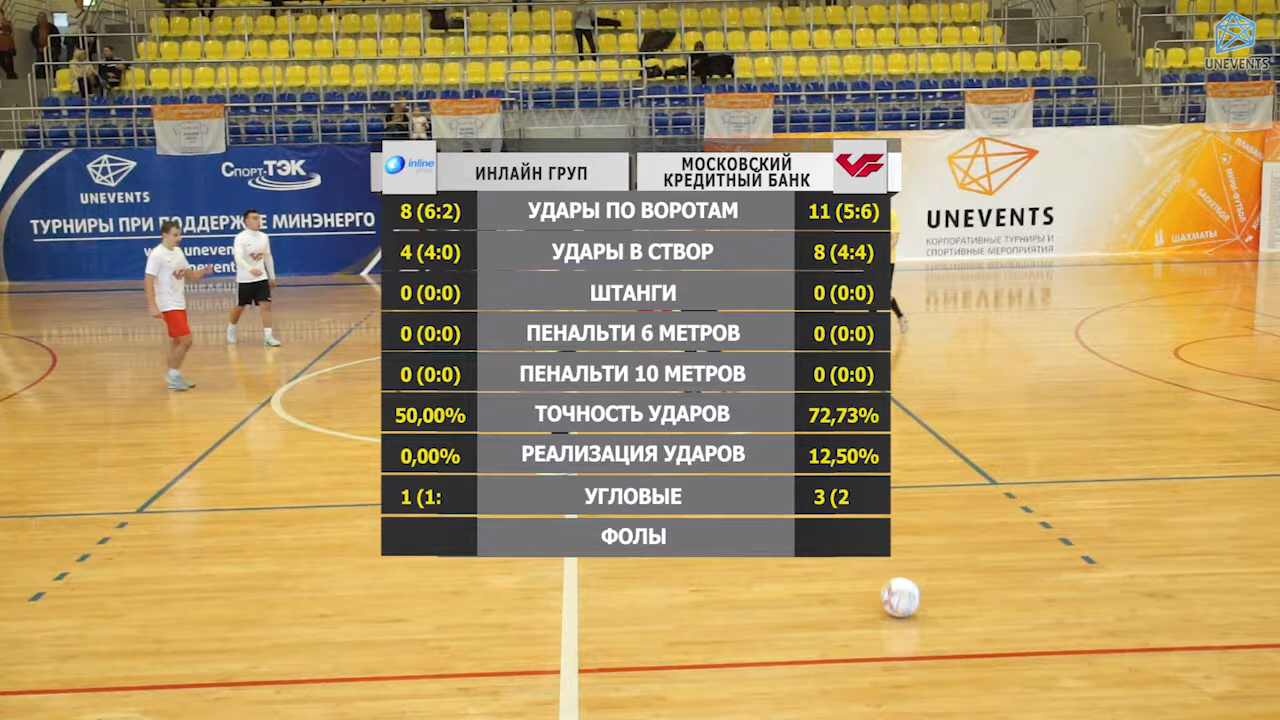 UNEVENTS
UNEVENTS
СПОРТ-ТЭК
ТУРНИРЫ ПРИ ПОДДЕРЖКЕ МИНЭНЕРГО
inline
ИНЛАЙН ГРУП
МОСКОВСКИЙ
КРЕДИТНЫЙ БАНК
8 (6:2) УДАРЫ ПО ВОРОТАМ 11 (5:6)
4 (4:0) УДАРЫ В СТВОР 8 (4:4)
0 (0:0) ШТАНГИ 0 (0:0)
0 (0:0) ПЕНАЛЬТИ 6 МЕТРОВ 0 (0:0)
0 (0:0) ПЕНАЛЬТИ 10 МЕТРОВ 0 (0:0)
50,00% ТОЧНОСТЬ УДАРОВ 72,73%
0,00% РЕАЛИЗАЦИЯ УДАРОВ 12,50%
1 (1: УГЛОВЫЕ 3 (2
ФОЛЫ
UNEVENTS
КОРПОРАТИВНЫЕ ТУРНИРЫ И
СПОРТИВНЫЕ МЕРОПРИЯТИЯ
БАСКЕТБОЛ
МИНИ-ФУТБОЛ
ШАХМАТЫ